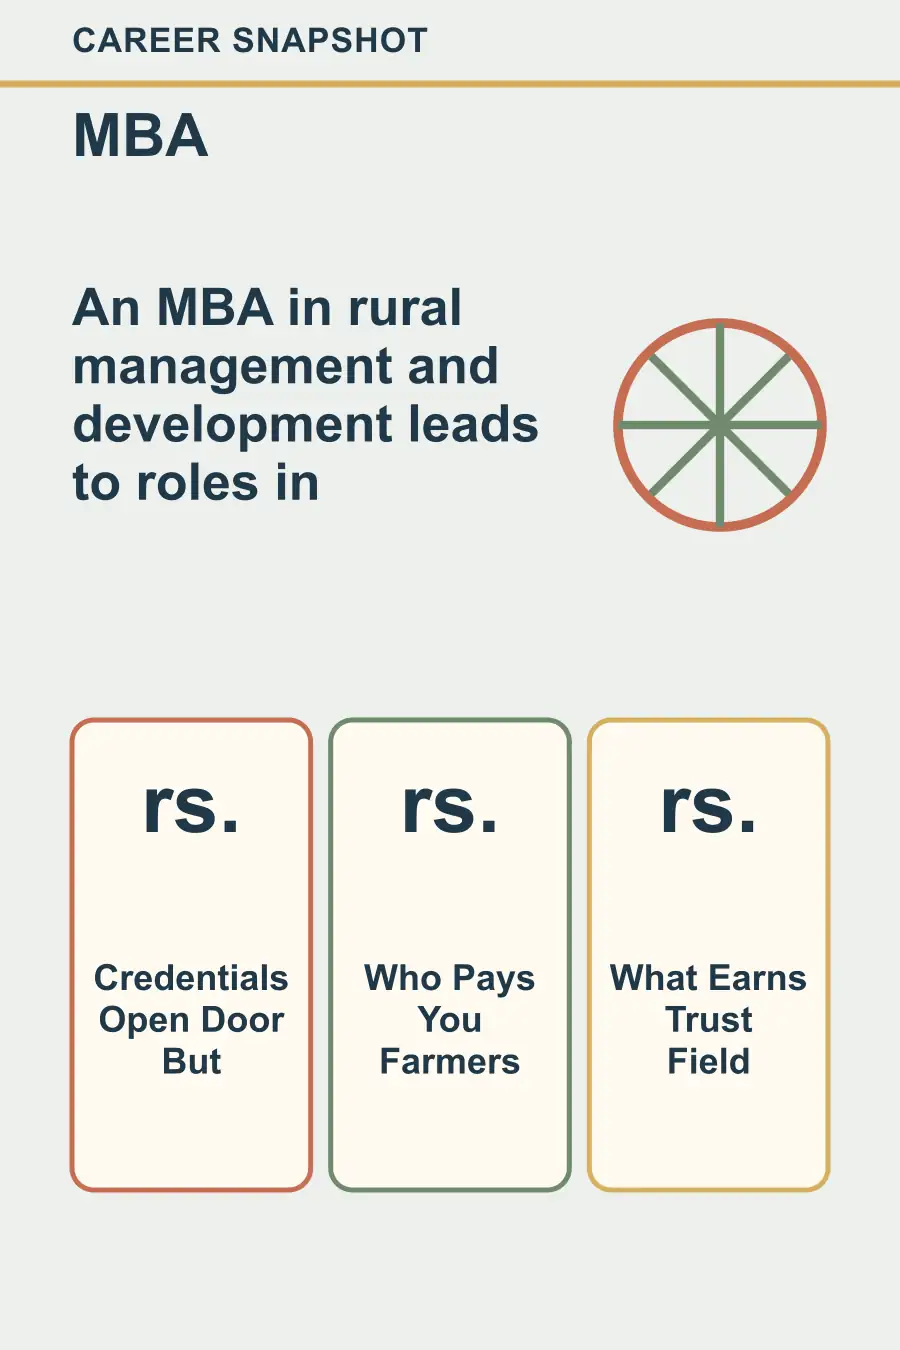 CAREER SNAPSHOT
MBA
An MBA in rural
management and
development leads
to roles in
rs.
Credentials
Open Door
But
rs.
Who Pays
You
Farmers
rs.
What Earns
Trust
Field